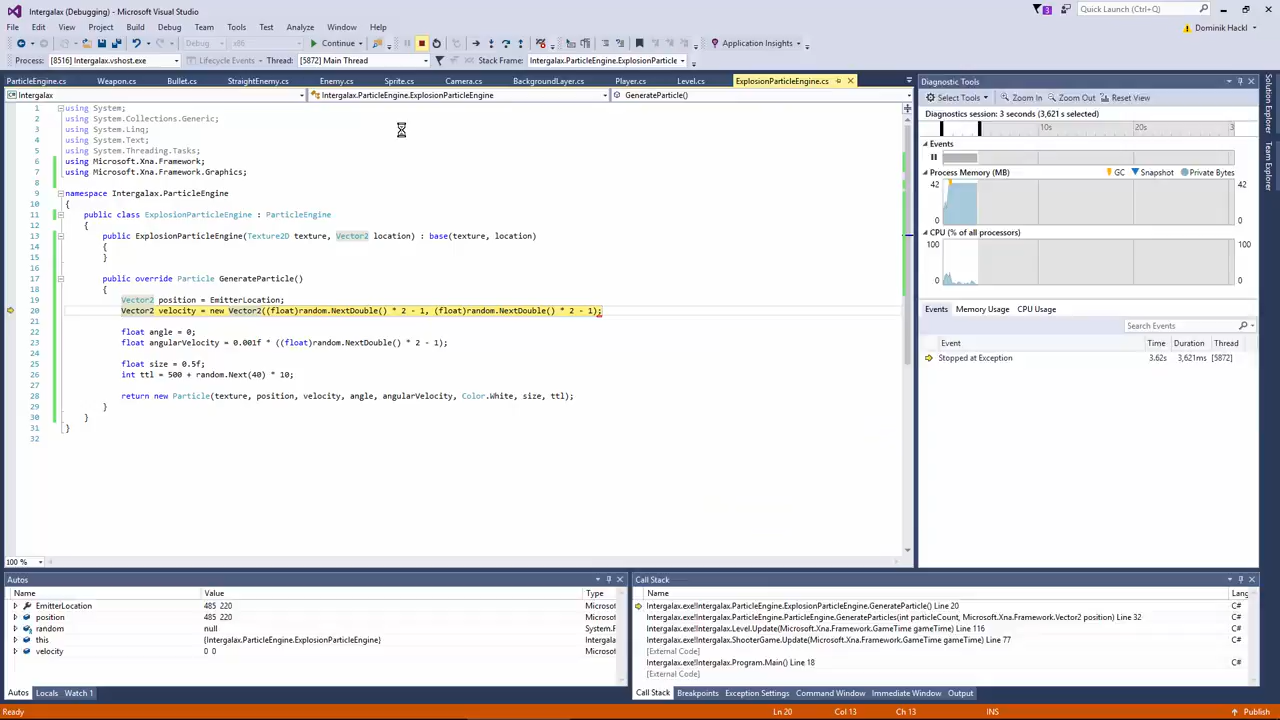 Intergalax (Debugging) - Microsoft Visual Studio
3
Quick Launch (Ctrl+Q)
File Edit View Project Build Debug Team Tools Test Analyze Window Help
Dominik Hackl
Debug x86 Continue Application Insights
Process: [8516] Intergalax.vshost.exe Lifecycle Events Thread: [5872] Main Thread Stack Frame: Intergalax.ParticleEngine.ExplosionParticle
ParticleEngine.cs Weapon.cs Bullet.cs StraightEnemy.cs Enemy.cs Sprite.cs Camera.cs BackgroundLayer.cs Player.cs Level.cs ExplosionParticleEngine.cs
Intergalax Intergalax.ParticleEngine.ExplosionParticleEngine GenerateParticle()
1 using System;
2 using System.Collections.Generic;
3 using System.Linq;
4 using System.Text;
5 using System.Threading.Tasks;
6 using Microsoft.Xna.Framework;
7 using Microsoft.Xna.Framework.Graphics;
8
9 namespace Intergalax.ParticleEngine
10 {
11 public class ExplosionParticleEngine : ParticleEngine
12 {
13 public ExplosionParticleEngine(Texture2D texture, Vector2 location) : base(texture, location)
14 {
15 }
16
17 public override Particle GenerateParticle()
18 {
19 Vector2 position = EmitterLocation;
20 Vector2 velocity = new Vector2((float)random.NextDouble() * 2 - 1, (float)random.NextDouble() * 2 - 1);
21
22 float angle = 0;
23 float angularVelocity = 0.001f * ((float)random.NextDouble() * 2 - 1);
24
25 float size = 0.5f;
26 int ttl = 500 + random.Next(40) * 10;
27
28 return new Particle(texture, position, velocity, angle, angularVelocity, Color.White, size, ttl);
29 }
30 }
31 }
32
100 %
Diagnostic Tools
Select Tools Zoom In Zoom Out Reset View
Diagnostics session: 3 seconds (3,621 s selected)
10s 20s 3
Events
Process Memory (MB) GC Snapshot Private Bytes
42 42
0 0
CPU (% of all processors)
100 100
0 0
Events Memory Usage CPU Usage
Search Events
Event Time Duration Thread
Stopped at Exception 3.62s 3,621ms [5872]
Solution Explorer
Team Explorer
Autos
Name Value Type
EmitterLocation 485 220 Microsof
position 485 220 Microsof
random null System.R
this {Intergalax.ParticleEngine.ExplosionParticleEngine} Intergala
velocity 0 0 Microsof
Autos Locals Watch 1
Call Stack
Name Lang
Intergalax.exe!Intergalax.ParticleEngine.ExplosionParticleEngine.GenerateParticle() Line 20 C#
Intergalax.exe!Intergalax.ParticleEngine.GenerateParticles(int particleCount, Microsoft.Xna.Framework.Vector2 position) Line 32 C#
Intergalax.exe!Intergalax.Level.Update(Microsoft.Xna.Framework.GameTime gameTime) Line 116 C#
Intergalax.exe!Intergalax.ShooterGame.Update(Microsoft.Xna.Framework.GameTime gameTime) Line 77 C#
[External Code]
Intergalax.exe!Intergalax.Program.Main() Line 18 C#
[External Code]
Call Stack Breakpoints Exception Settings Command Window Immediate Window Output
Ready Ln 20 Col 13 Ch 13 INS Publish